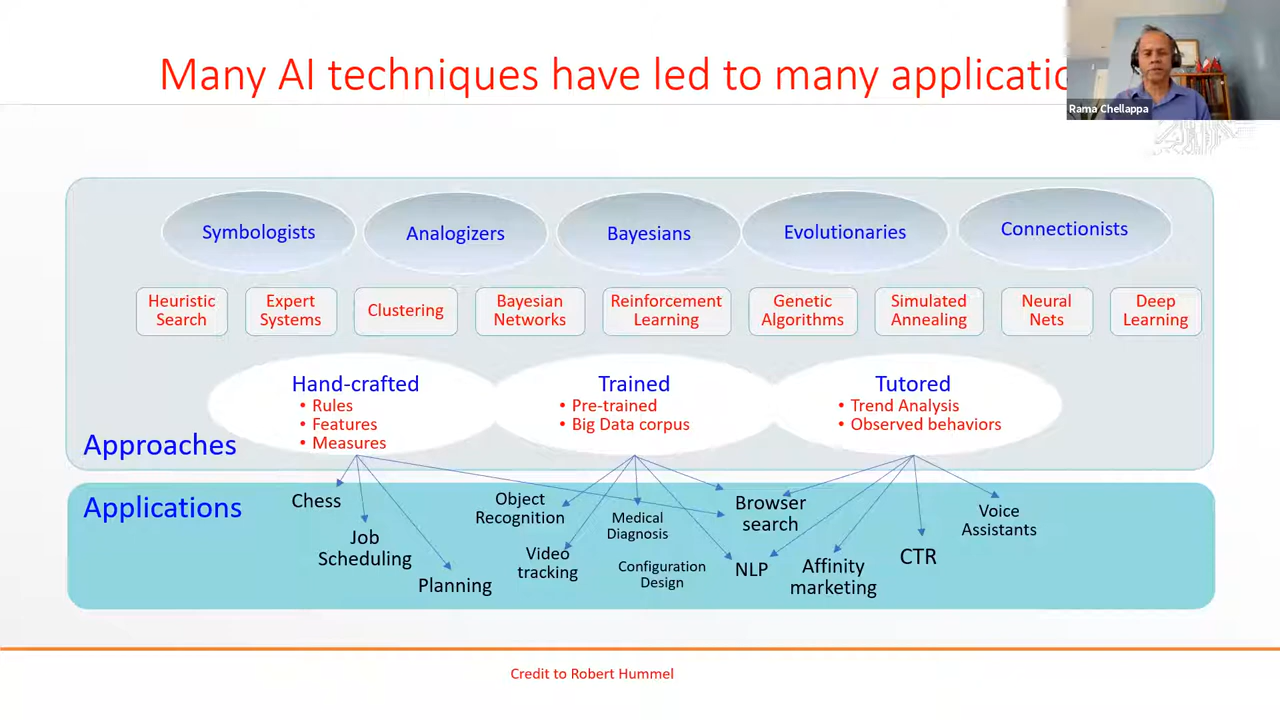 Many AI techniques have led to many applicatio
Rama Chellappa
Symbologists
Analogizers
Bayesians
Evolutionaries
Connectionists
Heuristic
Search
Expert
Systems
Clustering
Bayesian
Networks
Reinforcement
Learning
Genetic
Algorithms
Simulated
Annealing
Neural
Nets
Deep
Learning
Hand-crafted
• Rules
• Features
• Measures
Trained
• Pre-trained
• Big Data corpus
Tutored
• Trend Analysis
• Observed behaviors
Approaches
Applications
Chess
Job
Scheduling
Planning
Object
Recognition
Video
tracking
Medical
Diagnosis
Configuration
Design
Browser
search
NLP
Affinity
marketing
CTR
Voice
Assistants
Credit to Robert Hummel